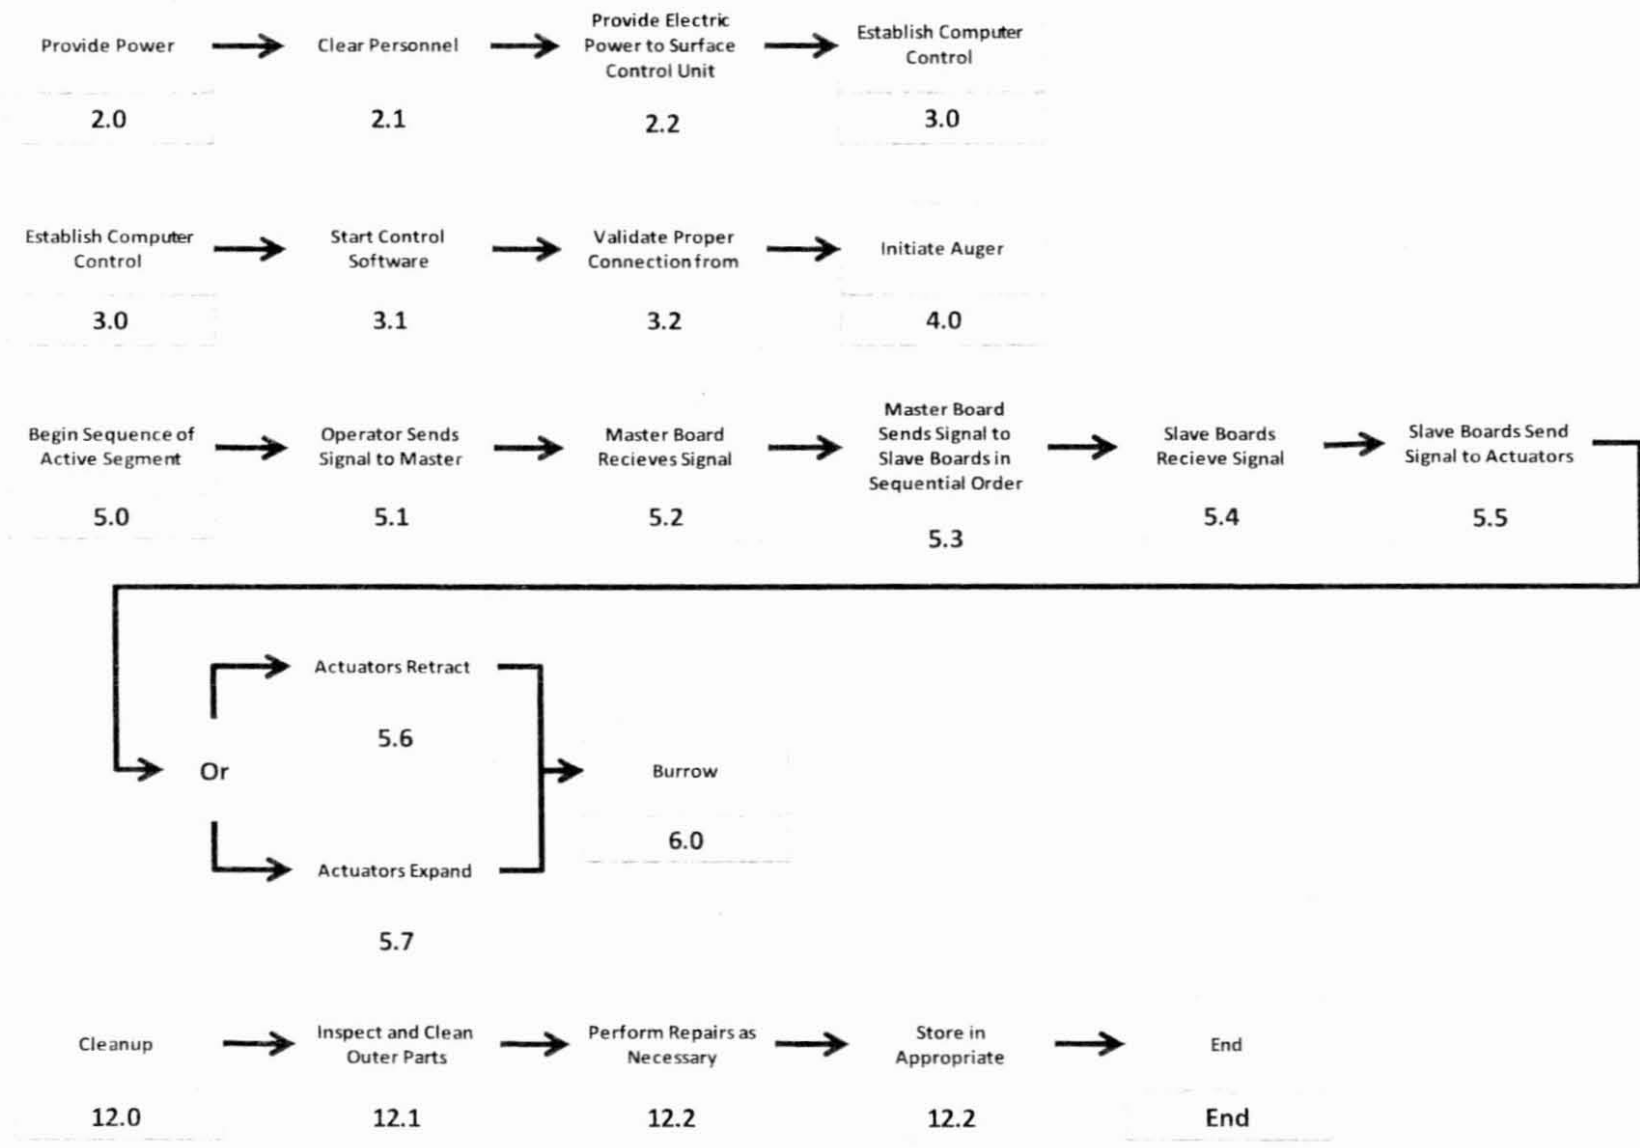 Provide Power
2.0
Clear Personnel
2.1
Provide Electric
Power to Surface
Control Unit
2.2
Establish Computer
Control
3.0
Establish Computer
Control
3.0
Start Control
Software
3.1
Validate Proper
Connection from
3.2
Initiate Auger
4.0
Begin Sequence of
Active Segment
5.0
Operator Sends
Signal to Master
5.1
Master Board
Recieves Signal
5.2
Master Board
Sends Signal to
Slave Boards in
Sequential Order
5.3
Slave Boards
Recieve Signal
5.4
Slave Boards Send
Signal to Actuators
5.5
Or
Actuators Retract
5.6
Actuators Expand
5.7
Burrow
6.0
Cleanup
12.0
Inspect and Clean
Outer Parts
12.1
Perform Repairs as
Necessary
12.2
Store in
Appropriate
12.2
End
End